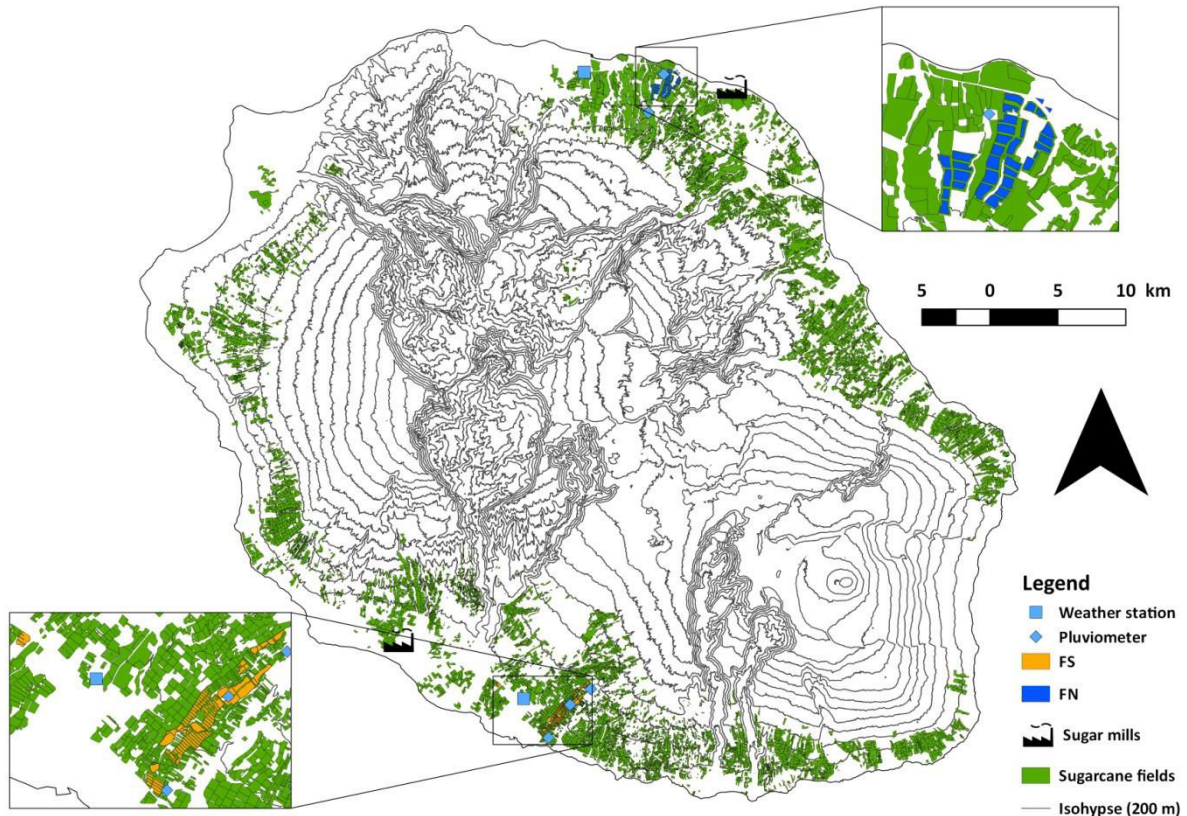 5 0 5 10 km
Legend
Weather station
Pluviometer
FS
FN
Sugar mills
Sugarcane fields
Isohypse (200 m)